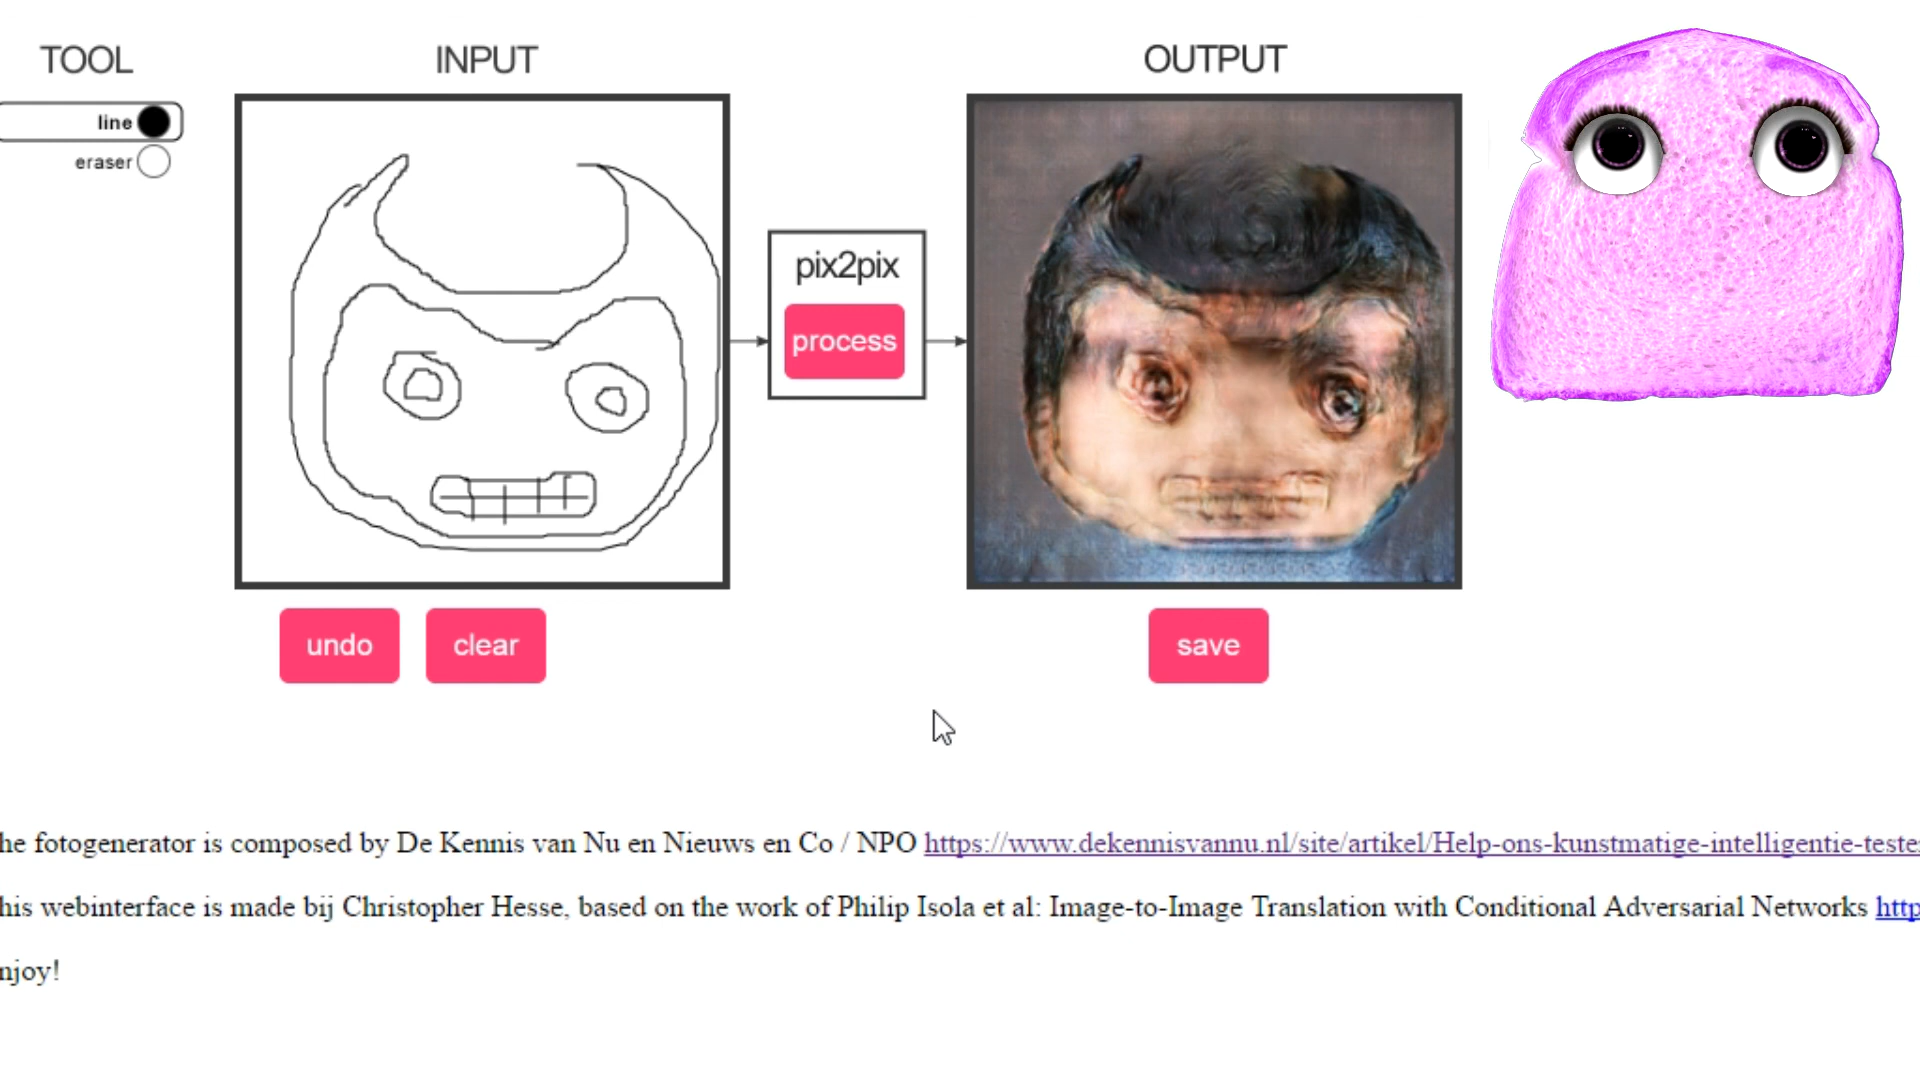 TOOL
INPUT
OUTPUT
line
eraser
pix2pix
process
undo
clear
save
he fotogenerator is composed by De Kennis van Nu en Nieuws en Co / NPO https://www.dekennisvannu.nl/site/artikel/Help-ons-kunstmatige-intelligentie-teste
his webinterface is made bij Christopher Hesse, based on the work of Philip Isola et al: Image-to-Image Translation with Conditional Adversarial Networks http
njoy!